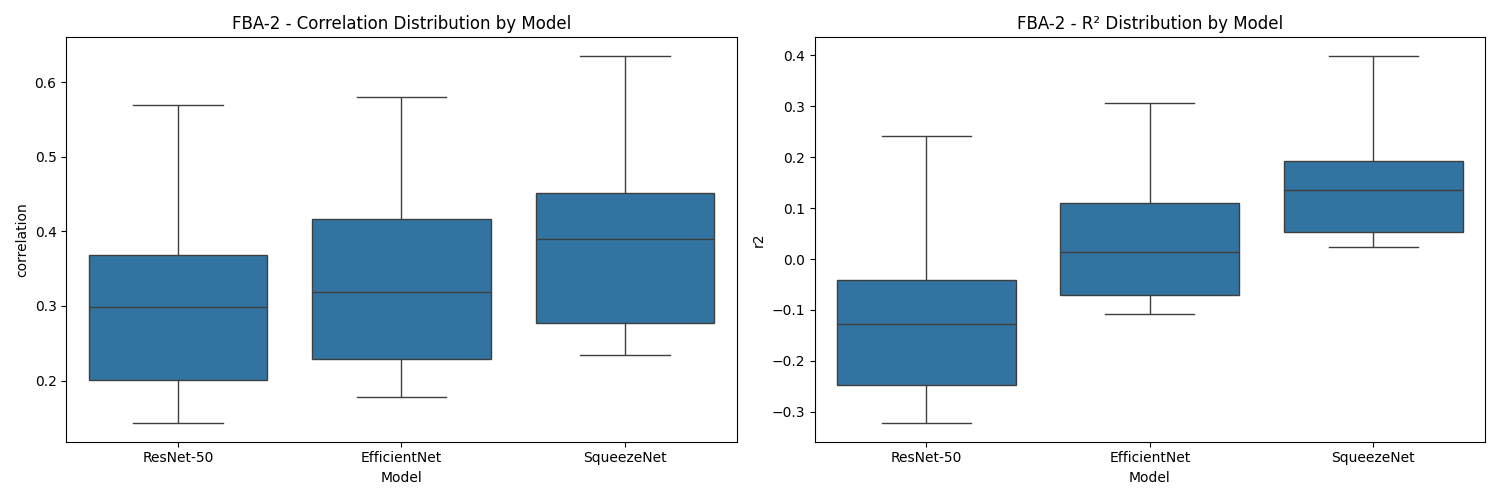 FBA-2 - Correlation Distribution by Model
correlation
0.6
0.5
0.4
0.3
0.2
ResNet-50
EfficientNet
SqueezeNet
Model
FBA-2 - R² Distribution by Model
r2
0.4
0.3
0.2
0.1
0.0
−0.1
−0.2
−0.3
ResNet-50
EfficientNet
SqueezeNet
Model